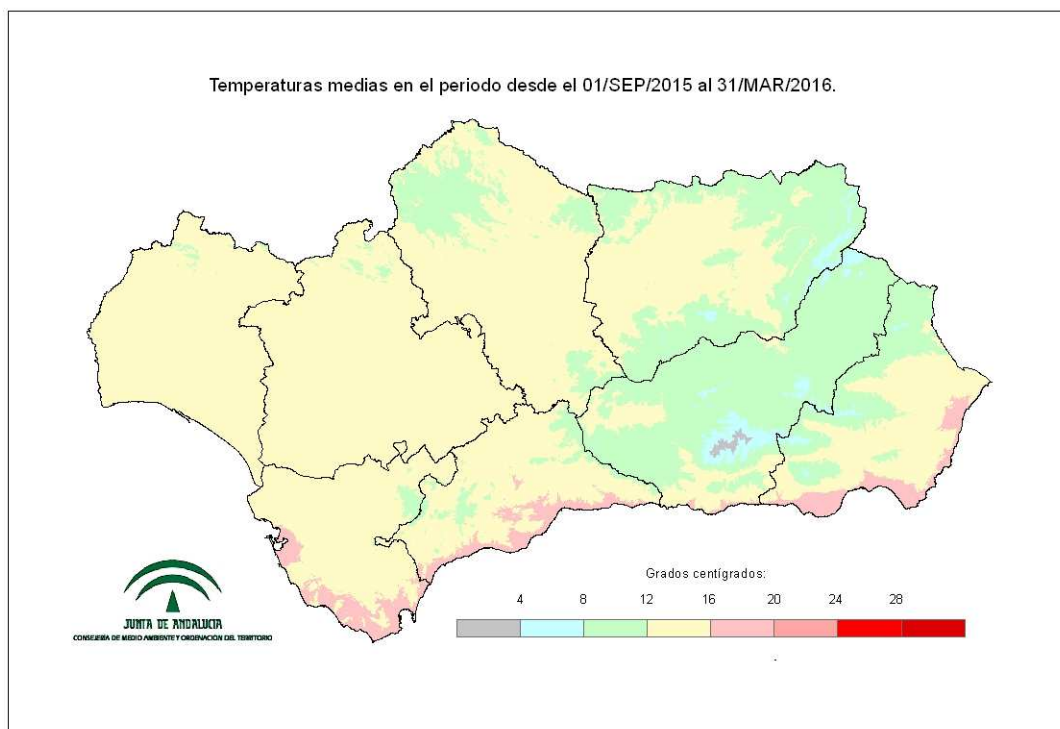 Temperaturas medias en el periodo desde el 01/SEP/2015 al 31/MAR/2016.
Grados centígrados:
4 8 12 16 20 24 28
JUNTA DE ANDALUCIA
CONSEJERÍA DE MEDIO AMBIENTE Y ORDENACIÓN DEL TERRITORIO